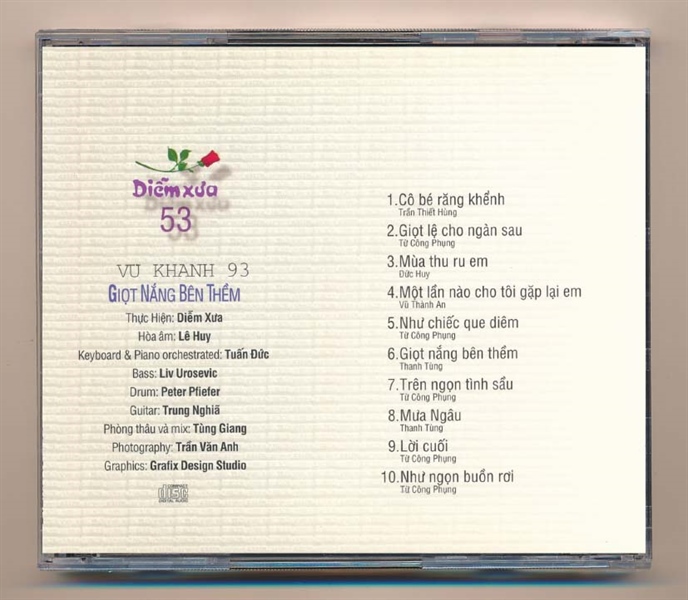 Diễm xưa
53
VŨ KHANH 93
GIỌT NẮNG BÊN THỀM
Thực Hiện: Diễm Xưa
Hòa âm: Lê Huy
Keyboard & Piano orchestrated: Tuấn Đức
Bass: Liv Urosevic
Drum: Peter Pfiefer
Guitar: Trung Nghiã
Phòng thâu và mix: Tùng Giang
Photography: Trần Văn Anh
Graphics: Grafix Design Studio
COMPACT
disc
DIGITAL AUDIO
1.Cô bé răng khểnh
Trần Thiết Hùng
2.Giọt lệ cho ngàn sau
Từ Công Phụng
3.Mùa thu ru em
Đức Huy
4.Một lần nào cho tôi gặp lại em
Vũ Thành An
5.Như chiếc que diêm
Từ Công Phụng
6.Giọt nắng bên thềm
Thanh Tùng
7.Trên ngọn tình sầu
Từ Công Phụng
8.Mưa Ngâu
Thanh Tùng
9.Lời cuối
Từ Công Phụng
10.Như ngọn buồn rơi
Từ Công Phụng